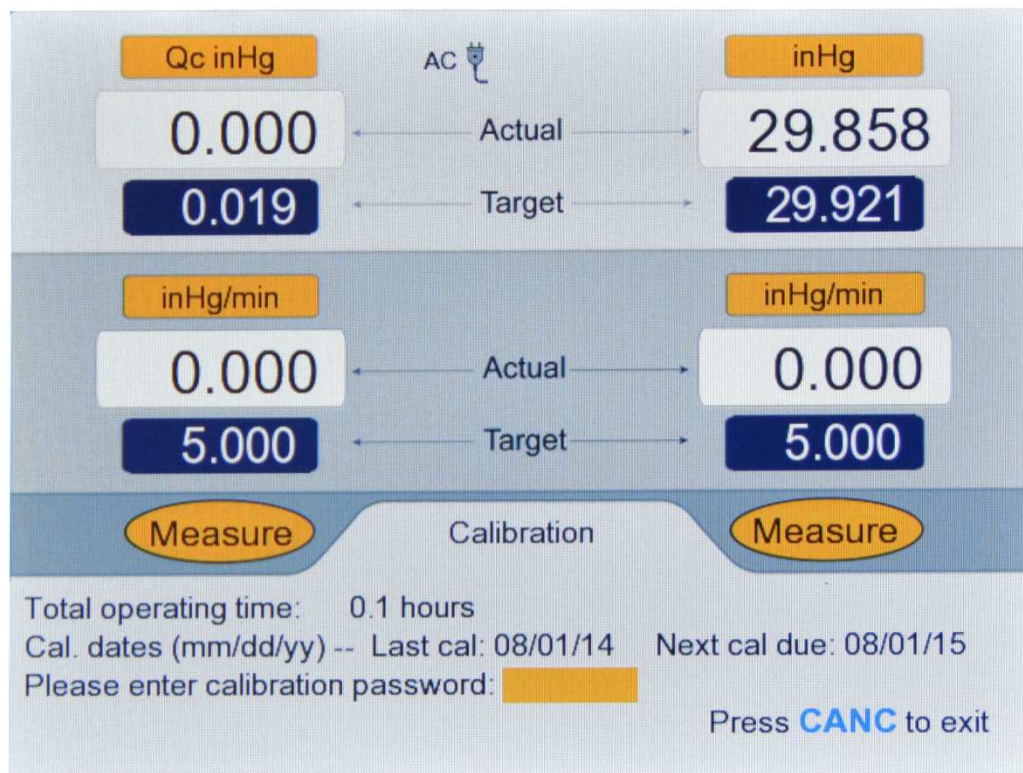 Qc inHg AC inHg
0.000 Actual 29.858
0.019 Target 29.921
inHg/min inHg/min
0.000 Actual 0.000
5.000 Target 5.000
Measure Calibration Measure
Total operating time: 0.1 hours
Cal. dates (mm/dd/yy) -- Last cal: 08/01/14 Next cal due: 08/01/15
Please enter calibration password:
Press CANC to exit